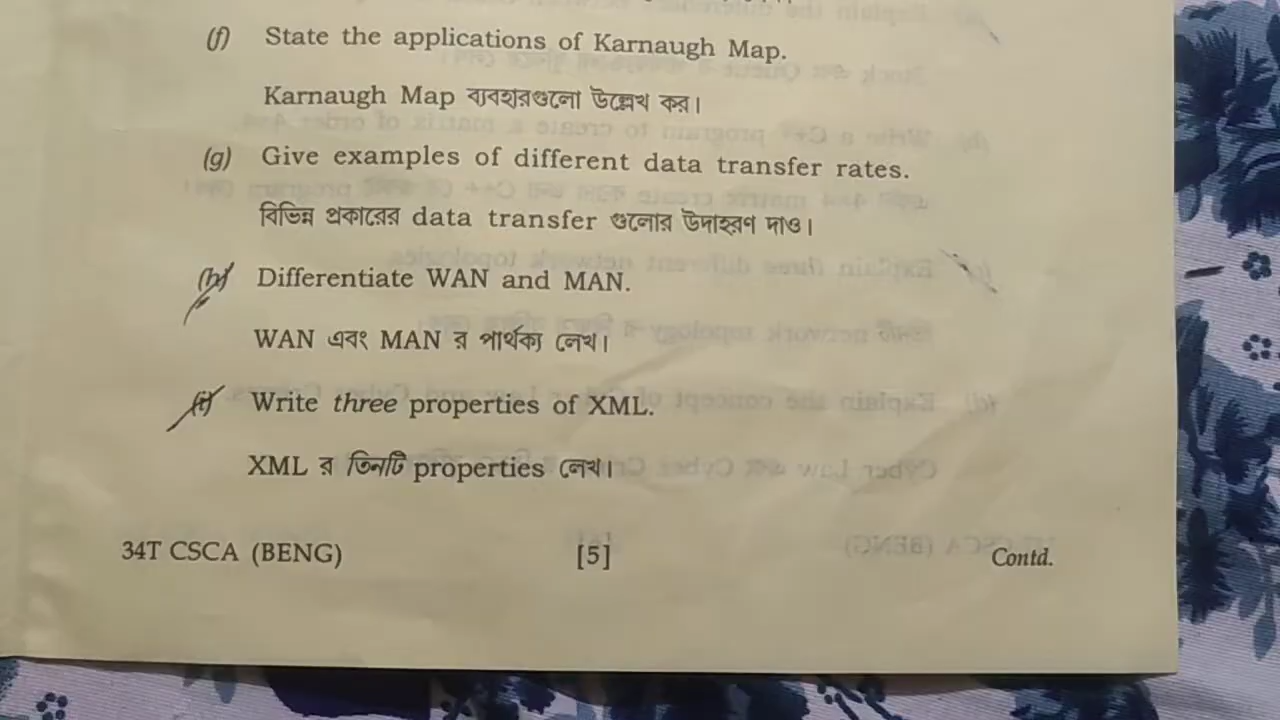 (f) State the applications of Karnaugh Map.
Karnaugh Map ব্যবহারগুলো উল্লেখ কর।
(g) Give examples of different data transfer rates.
বিভিন্ন প্রকারের data transfer গুলোর উদাহরণ দাও।
(h) Differentiate WAN and MAN.
WAN এবং MAN র পার্থক্য লেখ।
(i) Write three properties of XML.
XML র তিনটি properties লেখ।
34T CSCA (BENG) [5] Contd.